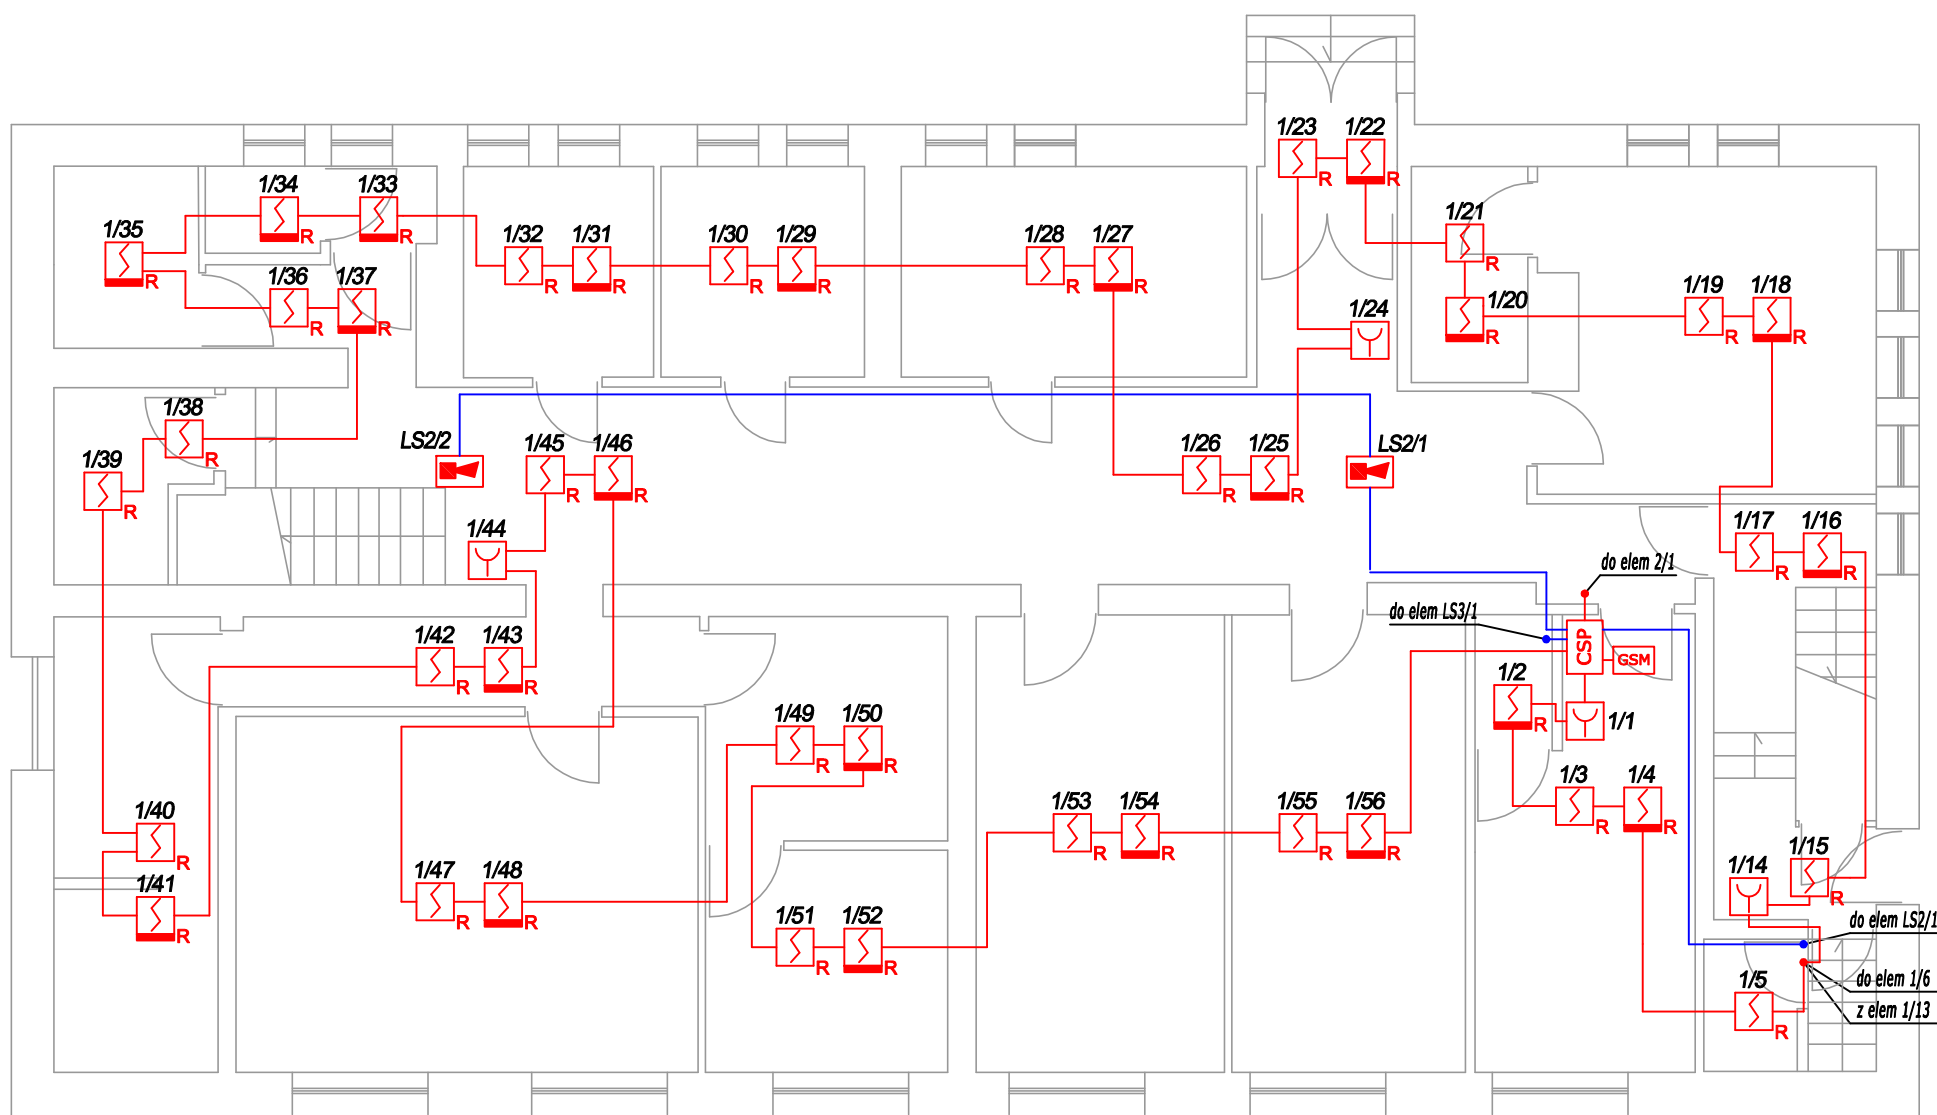 1/23 1/22
1/34 1/33
R R
1/35
1/21
R R
1/32 1/31
1/30 1/29
1/28 1/27
R
R
1/36 1/37
R R
R R
R R
1/19 1/18
1/20
1/24
R R
R
R R
1/38
LS2/2
1/45 1/46
1/26 1/25
LS2/1
1/39
R
R R
R R
R
1/44
1/17 1/16
do elem 2/1
R R
do elem LS3/1
1/42 1/43
CSP
GSM
1/2
R R
1/49 1/50
R
1/1
R R
1/3 1/4
1/40
1/53 1/54
1/55 1/56
R R
1/15
R
1/47 1/48
R R
R R
1/14
1/41
R
1/51 1/52
do elem LS2/1
R
R R
R R
1/5
do elem 1/6
z elem 1/13
R